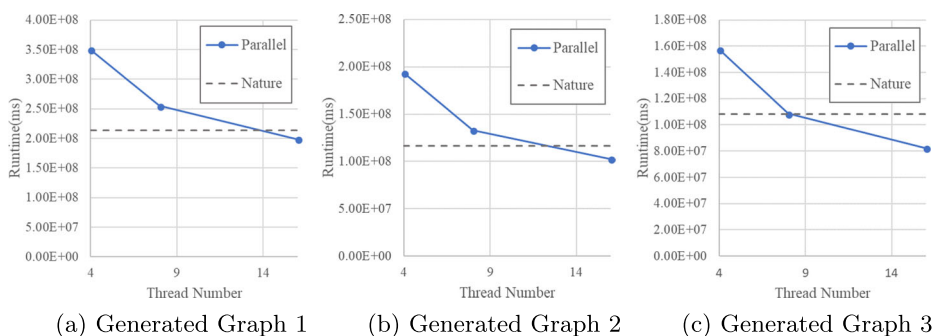 4.00E+08
3.50E+08
3.00E+08
2.50E+08
2.00E+08
1.50E+08
1.00E+08
5.00E+07
0.00E+00
Runtime(ms)
Parallel
Nature
4 9 14
Thread Number
(a) Generated Graph 1
2.50E+08
2.00E+08
1.50E+08
1.00E+08
5.00E+07
0.00E+00
Runtime(ms)
Parallel
Nature
4 9 14
Thread Number
(b) Generated Graph 2
1.80E+08
1.60E+08
1.40E+08
1.20E+08
1.00E+08
8.00E+07
6.00E+07
4.00E+07
2.00E+07
0.00E+00
Runtime(ms)
Parallel
Nature
4 9 14
Thread Number
(c) Generated Graph 3